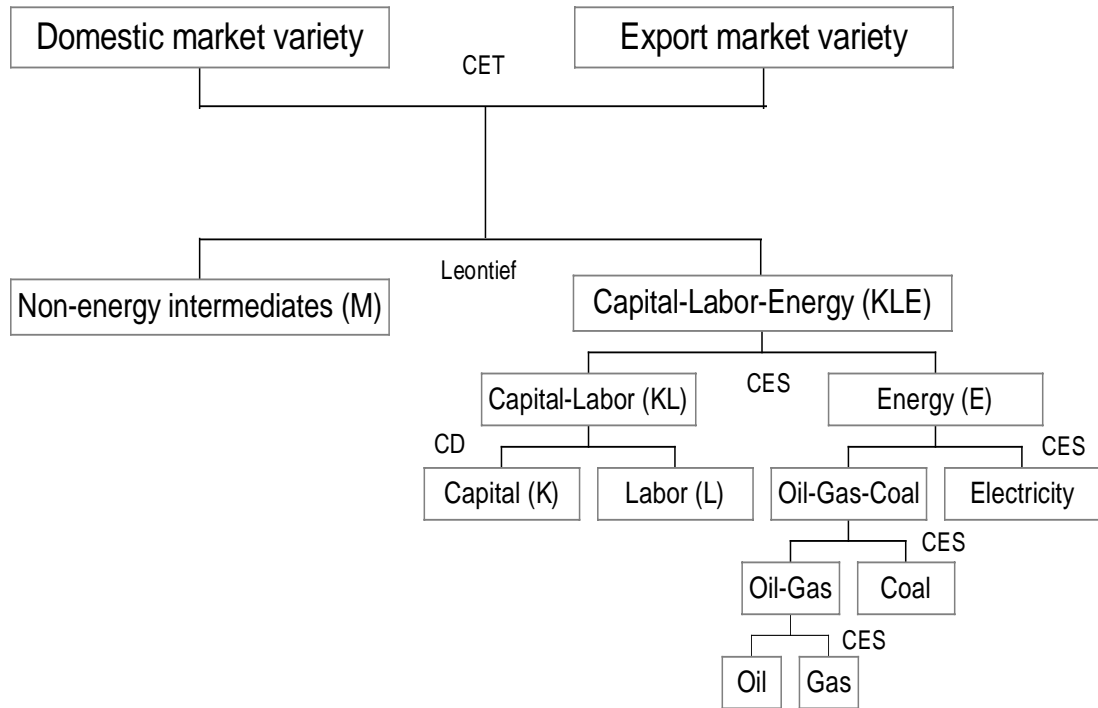 Domestic market variety
Export market variety
CET
Leontief
Non-energy intermediates (M)
Capital-Labor-Energy (KLE)
CES
Capital-Labor (KL)
Energy (E)
CD
CES
Capital (K)
Labor (L)
Oil-Gas-Coal
Electricity
CES
Oil-Gas
Coal
CES
Oil
Gas